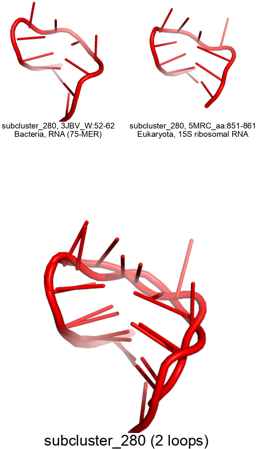 subcluster_280, 3JBV_W:52-62
Bacteria, RNA (75-MER)
subcluster_280, 5MRC_aa:851-861
Eukaryota, 15S ribosomal RNA
subcluster_280 (2 loops)